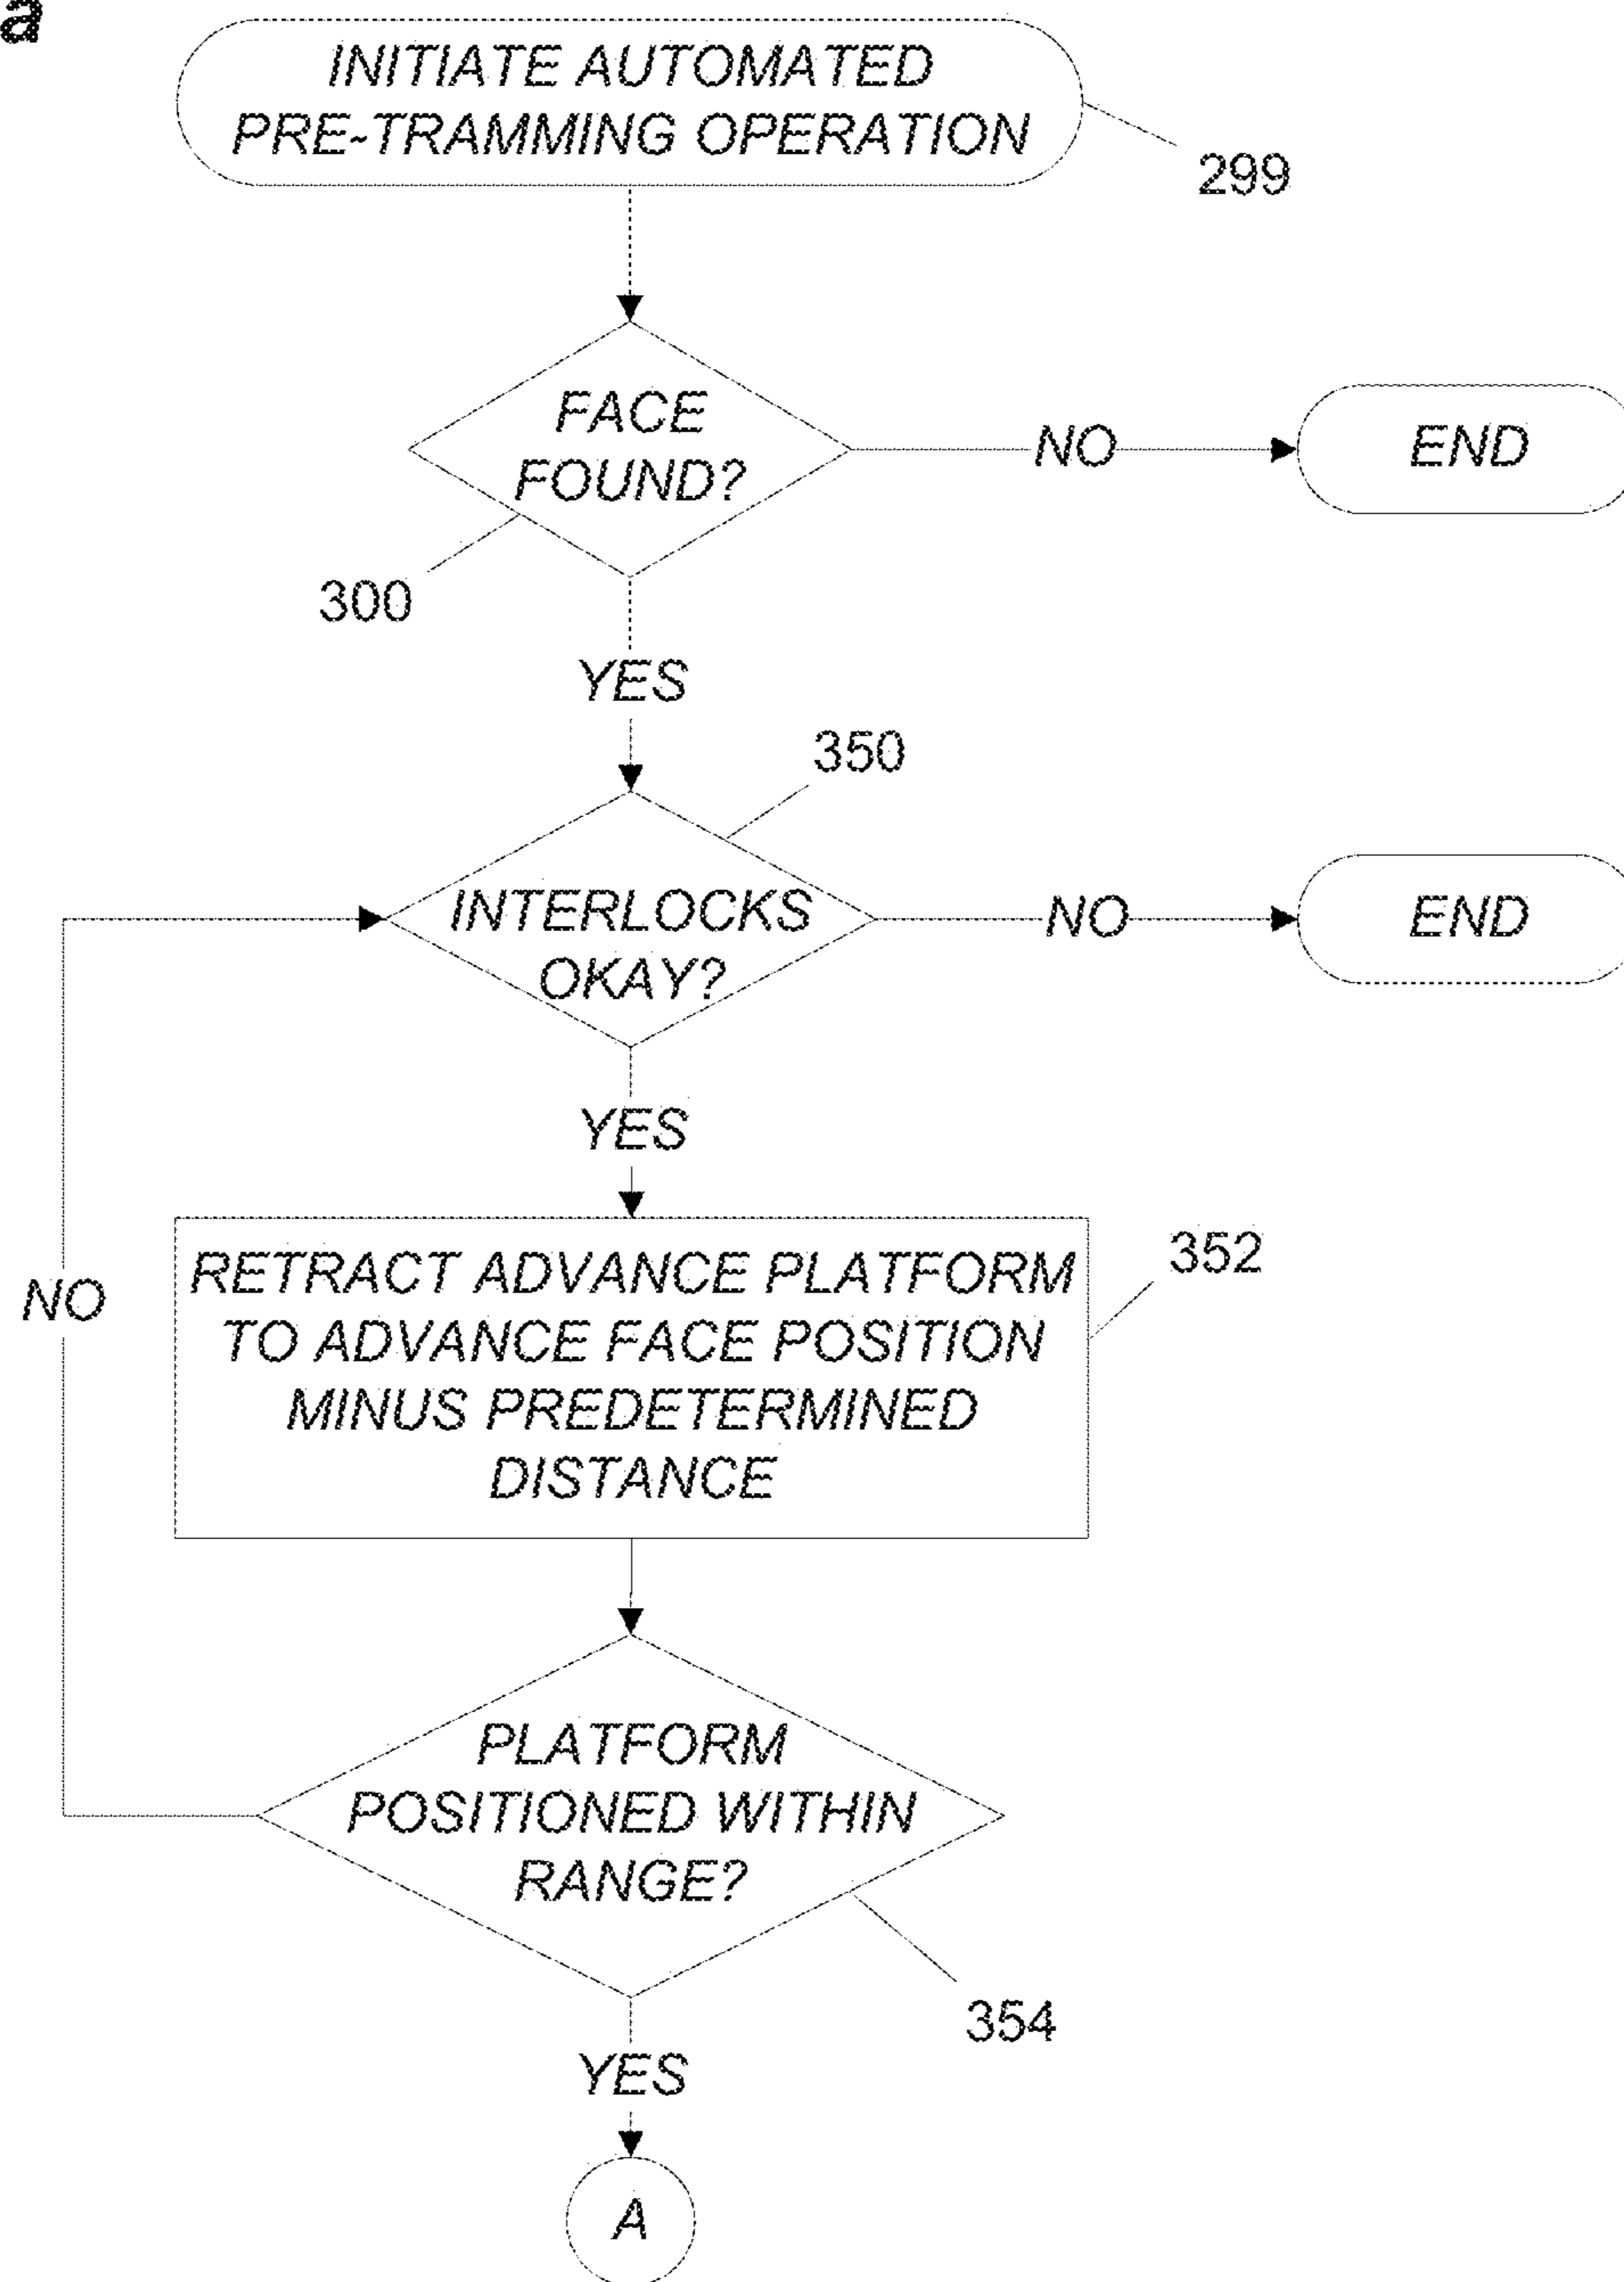 a
INITIATE AUTOMATED
PRE-TRAMMING OPERATION
299
FACE
FOUND?
NO
END
300
YES
350
INTERLOCKS
OKAY?
NO
END
YES
352
RETRACT ADVANCE PLATFORM
TO ADVANCE FACE POSITION
MINUS PREDETERMINED
DISTANCE
NO
PLATFORM
POSITIONED WITHIN
RANGE?
354
YES
A